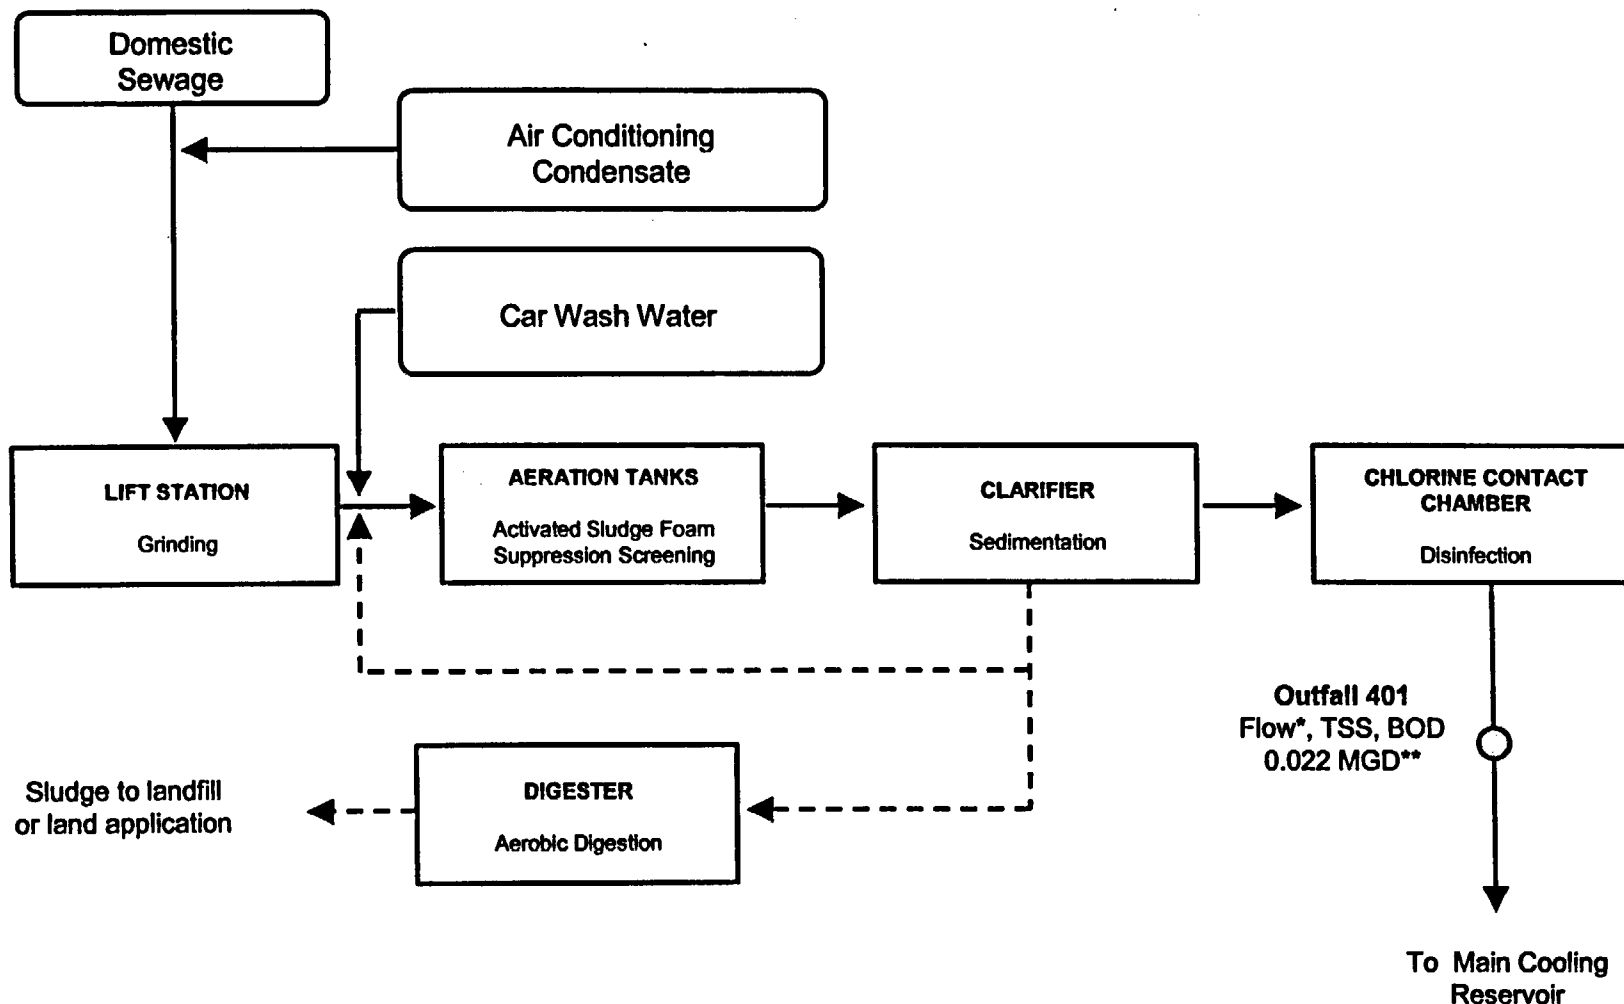 Domestic
Sewage
Air Conditioning
Condensate
Car Wash Water
LIFT STATION
Grinding
AERATION TANKS
Activated Sludge Foam
Suppression Screening
CLARIFIER
Sedimentation
CHLORINE CONTACT
CHAMBER
Disinfection
Outfall 401
Flow*, TSS, BOD
0.022 MGD**
DIGESTER
Aerobic Digestion
Sludge to landfill
or land application
To Main Cooling
Reservoir